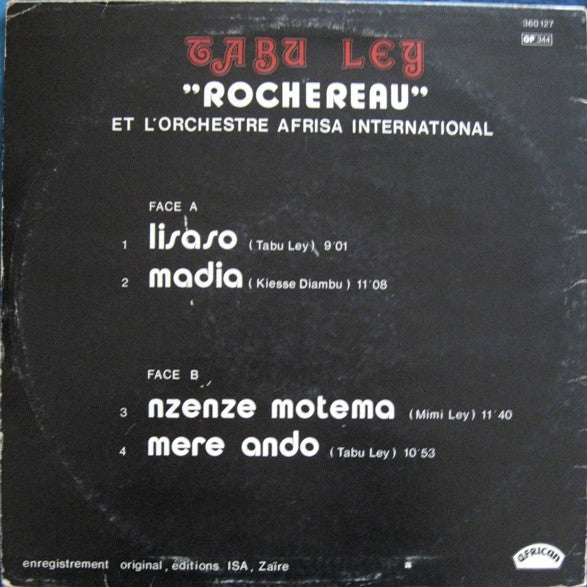 360127
GP 344
TABU LEY
"ROCHEREAU"
ET L'ORCHESTRE AFRISA INTERNATIONAL
FACE A
1 lisaso (Tabu Ley) 9'01
2 madia (Kiesse Diambu) 11'08
FACE B
3 nzenze motema (Mimi Ley) 11'40
4 mere ando (Tabu Ley) 10'53
enregistrement original, editions ISA, Zaïre
AFRICAN